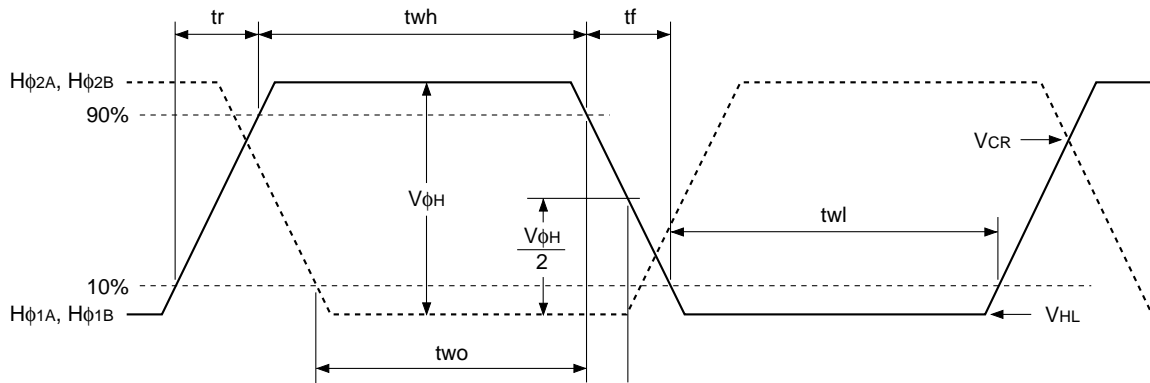 tr twh tf
Hϕ2A, Hϕ2B
90%
VCR
VϕH
twl
VϕH
2
10%
Hϕ1A, Hϕ1B
VHL
two